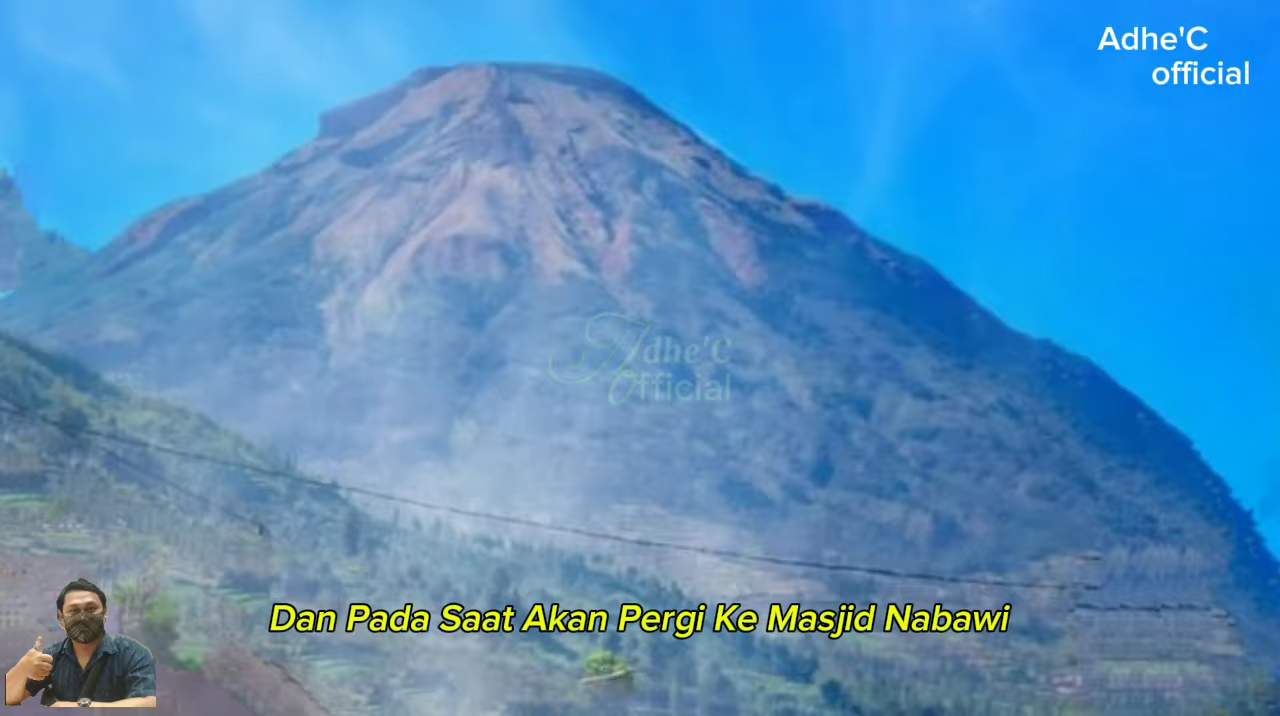 Adhe'C
official
Adhe'C
Official
Dan Pada Saat Akan Pergi Ke Masjid Nabawi